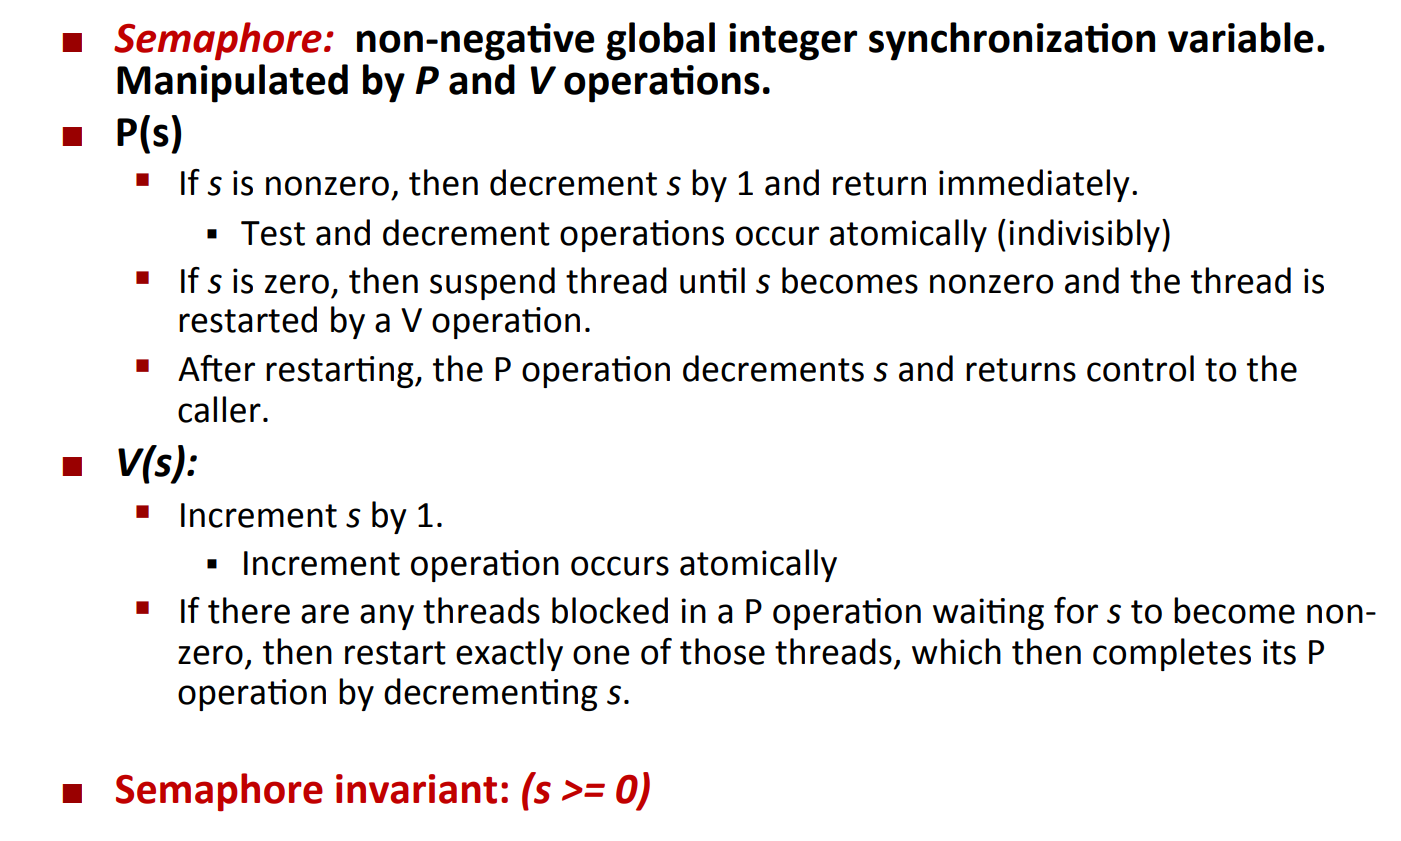 ■ Semaphore: non-negative global integer synchronization variable.
Manipulated by P and V operations.
■ P(s)
▪ If s is nonzero, then decrement s by 1 and return immediately.
▪ Test and decrement operations occur atomically (indivisibly)
▪ If s is zero, then suspend thread until s becomes nonzero and the thread is
restarted by a V operation.
▪ After restarting, the P operation decrements s and returns control to the
caller.
■ V(s):
▪ Increment s by 1.
▪ Increment operation occurs atomically
▪ If there are any threads blocked in a P operation waiting for s to become non-
zero, then restart exactly one of those threads, which then completes its P
operation by decrementing s.
■ Semaphore invariant: (s >= 0)